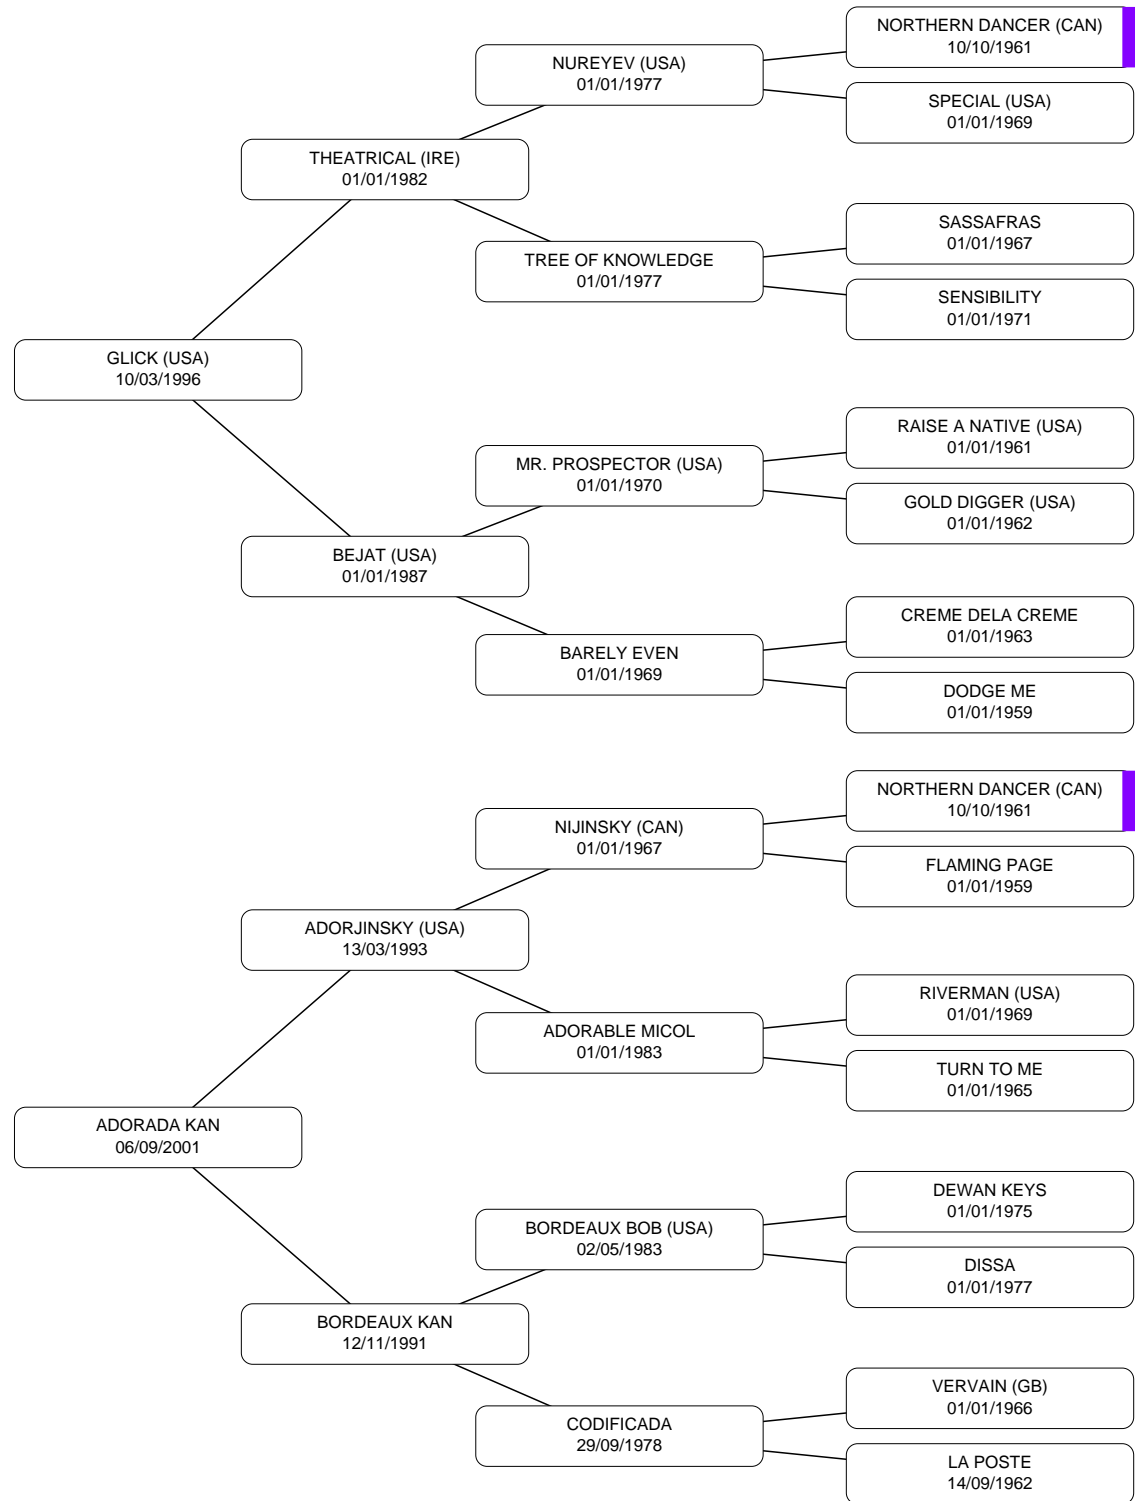 NORTHERN DANCER (CAN)
10/10/1961
NUREYEV (USA)
01/01/1977
SPECIAL (USA)
01/01/1969
THEATRICAL (IRE)
01/01/1982
SASSAFRAS
01/01/1967
TREE OF KNOWLEDGE
01/01/1977
SENSIBILITY
01/01/1971
GLICK (USA)
10/03/1996
RAISE A NATIVE (USA)
01/01/1961
MR. PROSPECTOR (USA)
01/01/1970
GOLD DIGGER (USA)
01/01/1962
BEJAT (USA)
01/01/1987
CREME DELA CREME
01/01/1963
BARELY EVEN
01/01/1969
DODGE ME
01/01/1959
NORTHERN DANCER (CAN)
10/10/1961
NIJINSKY (CAN)
01/01/1967
FLAMING PAGE
01/01/1959
ADORJINSKY (USA)
13/03/1993
RIVERMAN (USA)
01/01/1969
ADORABLE MICOL
01/01/1983
TURN TO ME
01/01/1965
ADORADA KAN
06/09/2001
DEWAN KEYS
01/01/1975
BORDEAUX BOB (USA)
02/05/1983
DISSA
01/01/1977
BORDEAUX KAN
12/11/1991
VERVAIN (GB)
01/01/1966
CODIFICADA
29/09/1978
LA POSTE
14/09/1962